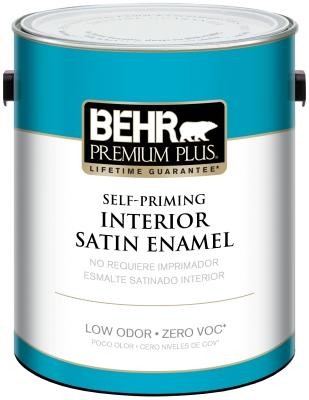 BEHR
PREMIUM PLUS®
LIFETIME GUARANTEE*
SELF-PRIMING
INTERIOR
SATIN ENAMEL
NO REQUIERE IMPRIMADOR
ESMALTE SATINADO INTERIOR
LOW ODOR • ZERO VOC*
POCO OLOR • CERO NIVELES DE COV*